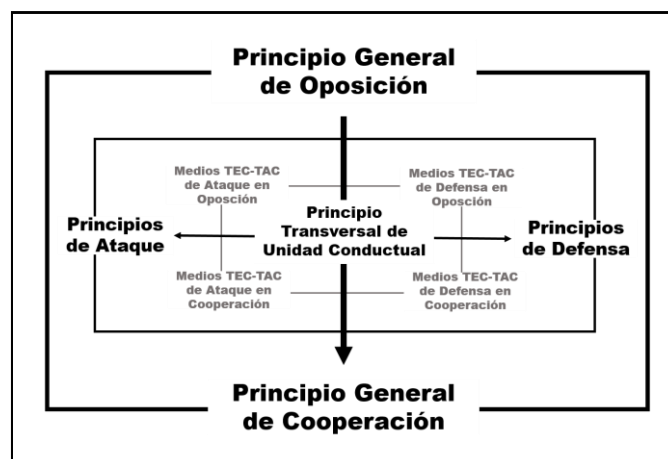 Principio General
de Oposición
Medios TEC-TAC
de Ataque en
Oposción
Medios TEC-TAC
de Defensa en
Oposición
Principios
de Ataque
Principio
Transversal de
Unidad Conductual
Principios
de Defensa
Medios TEC-TAC
de Ataque en
Cooperación
Medios TEC-TAC
de Defensa en
Cooperación
Principio General
de Cooperación